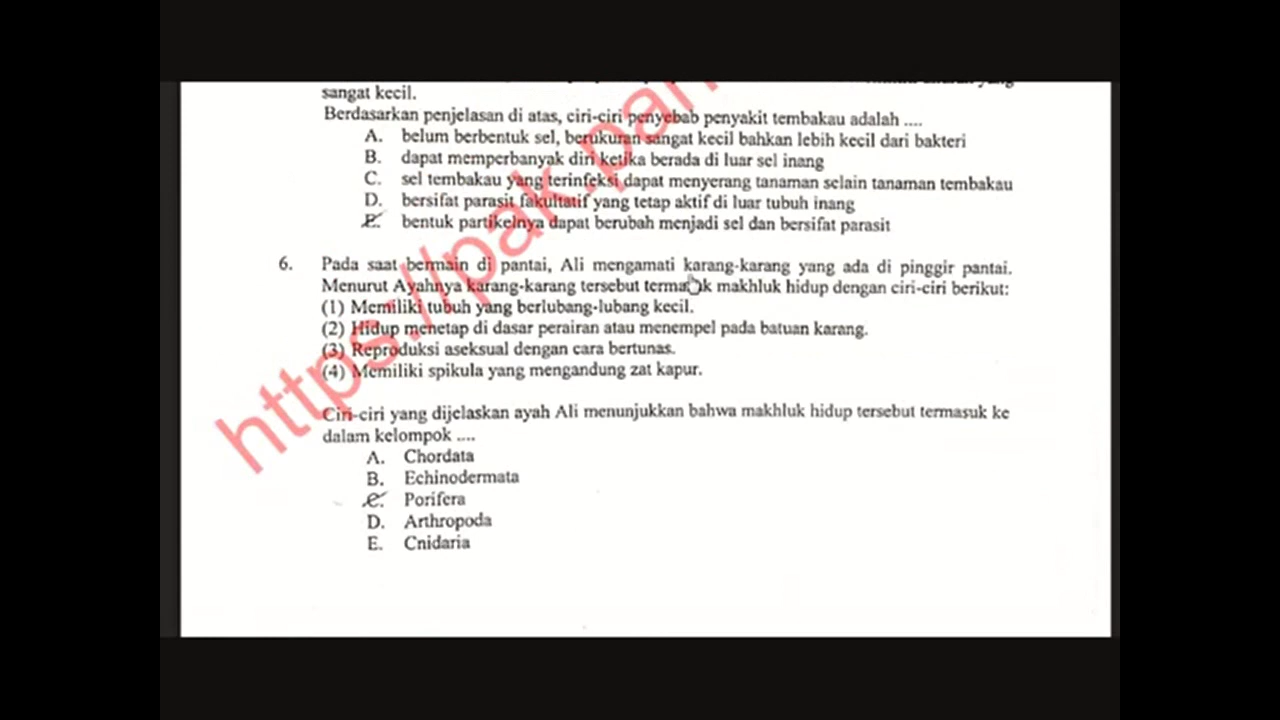 sangat kecil.
Berdasarkan penjelasan di atas, ciri-ciri penyebab penyakit tembakau adalah ....
A. belum berbentuk sel, berukuran sangat kecil bahkan lebih kecil dari bakteri
B. dapat memperbanyak diri ketika berada di luar sel inang
C. sel tembakau yang terinfeksi dapat menyerang tanaman selain tanaman tembakau
D. bersifat parasit fakultatif yang tetap aktif di luar tubuh inang
E. bentuk partikelnya dapat berubah menjadi sel dan bersifat parasit
6. Pada saat bermain di pantai, Ali mengamati karang-karang yang ada di pinggir pantai.
Menurut Ayahnya karang-karang tersebut termasuk makhluk hidup dengan ciri-ciri berikut:
(1) Memiliki tubuh yang berlubang-lubang kecil.
(2) Hidup menetap di dasar perairan atau menempel pada batuan karang.
(3) Reproduksi aseksual dengan cara bertunas.
(4) Memiliki spikula yang mengandung zat kapur.
Ciri-ciri yang dijelaskan ayah Ali menunjukkan bahwa makhluk hidup tersebut termasuk ke
dalam kelompok ....
A. Chordata
B. Echinodermata
C. Porifera
D. Arthropoda
E. Cnidaria
https://pak.pan